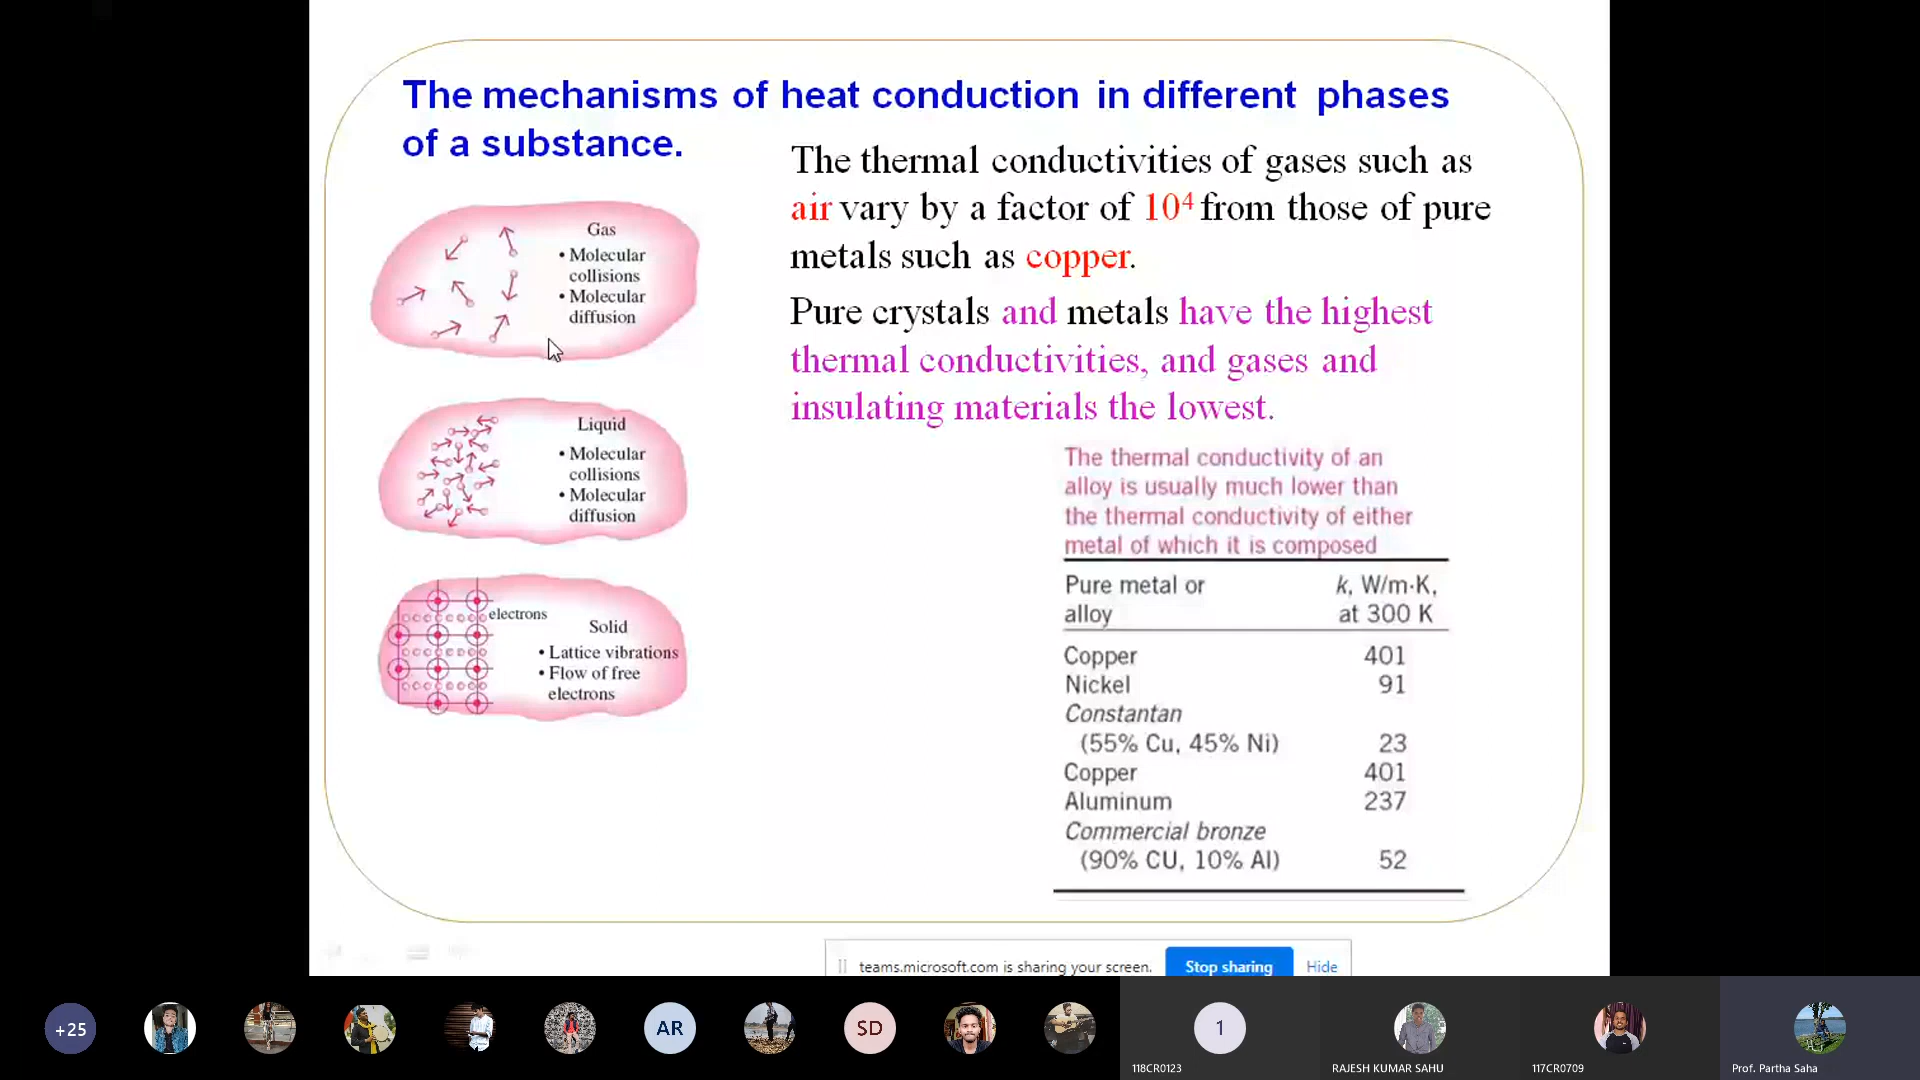 The mechanisms of heat conduction in different phases
of a substance.
The thermal conductivities of gases such as
air vary by a factor of 10⁴ from those of pure
metals such as copper.
Pure crystals and metals have the highest
thermal conductivities, and gases and
insulating materials the lowest.
Gas
• Molecular
collisions
• Molecular
diffusion
Liquid
• Molecular
collisions
• Molecular
diffusion
electrons
Solid
• Lattice vibrations
• Flow of free
electrons
The thermal conductivity of an
alloy is usually much lower than
the thermal conductivity of either
metal of which it is composed
Pure metal or k, W/m·K,
alloy at 300 K
Copper 401
Nickel 91
Constantan
(55% Cu, 45% Ni) 23
Copper 401
Aluminum 237
Commercial bronze
(90% CU, 10% Al) 52
teams.microsoft.com is sharing your screen. Stop sharing Hide
+25 AR SD 1
118CR0123 RAJESH KUMAR SAHU 117CR0709 Prof. Partha Saha